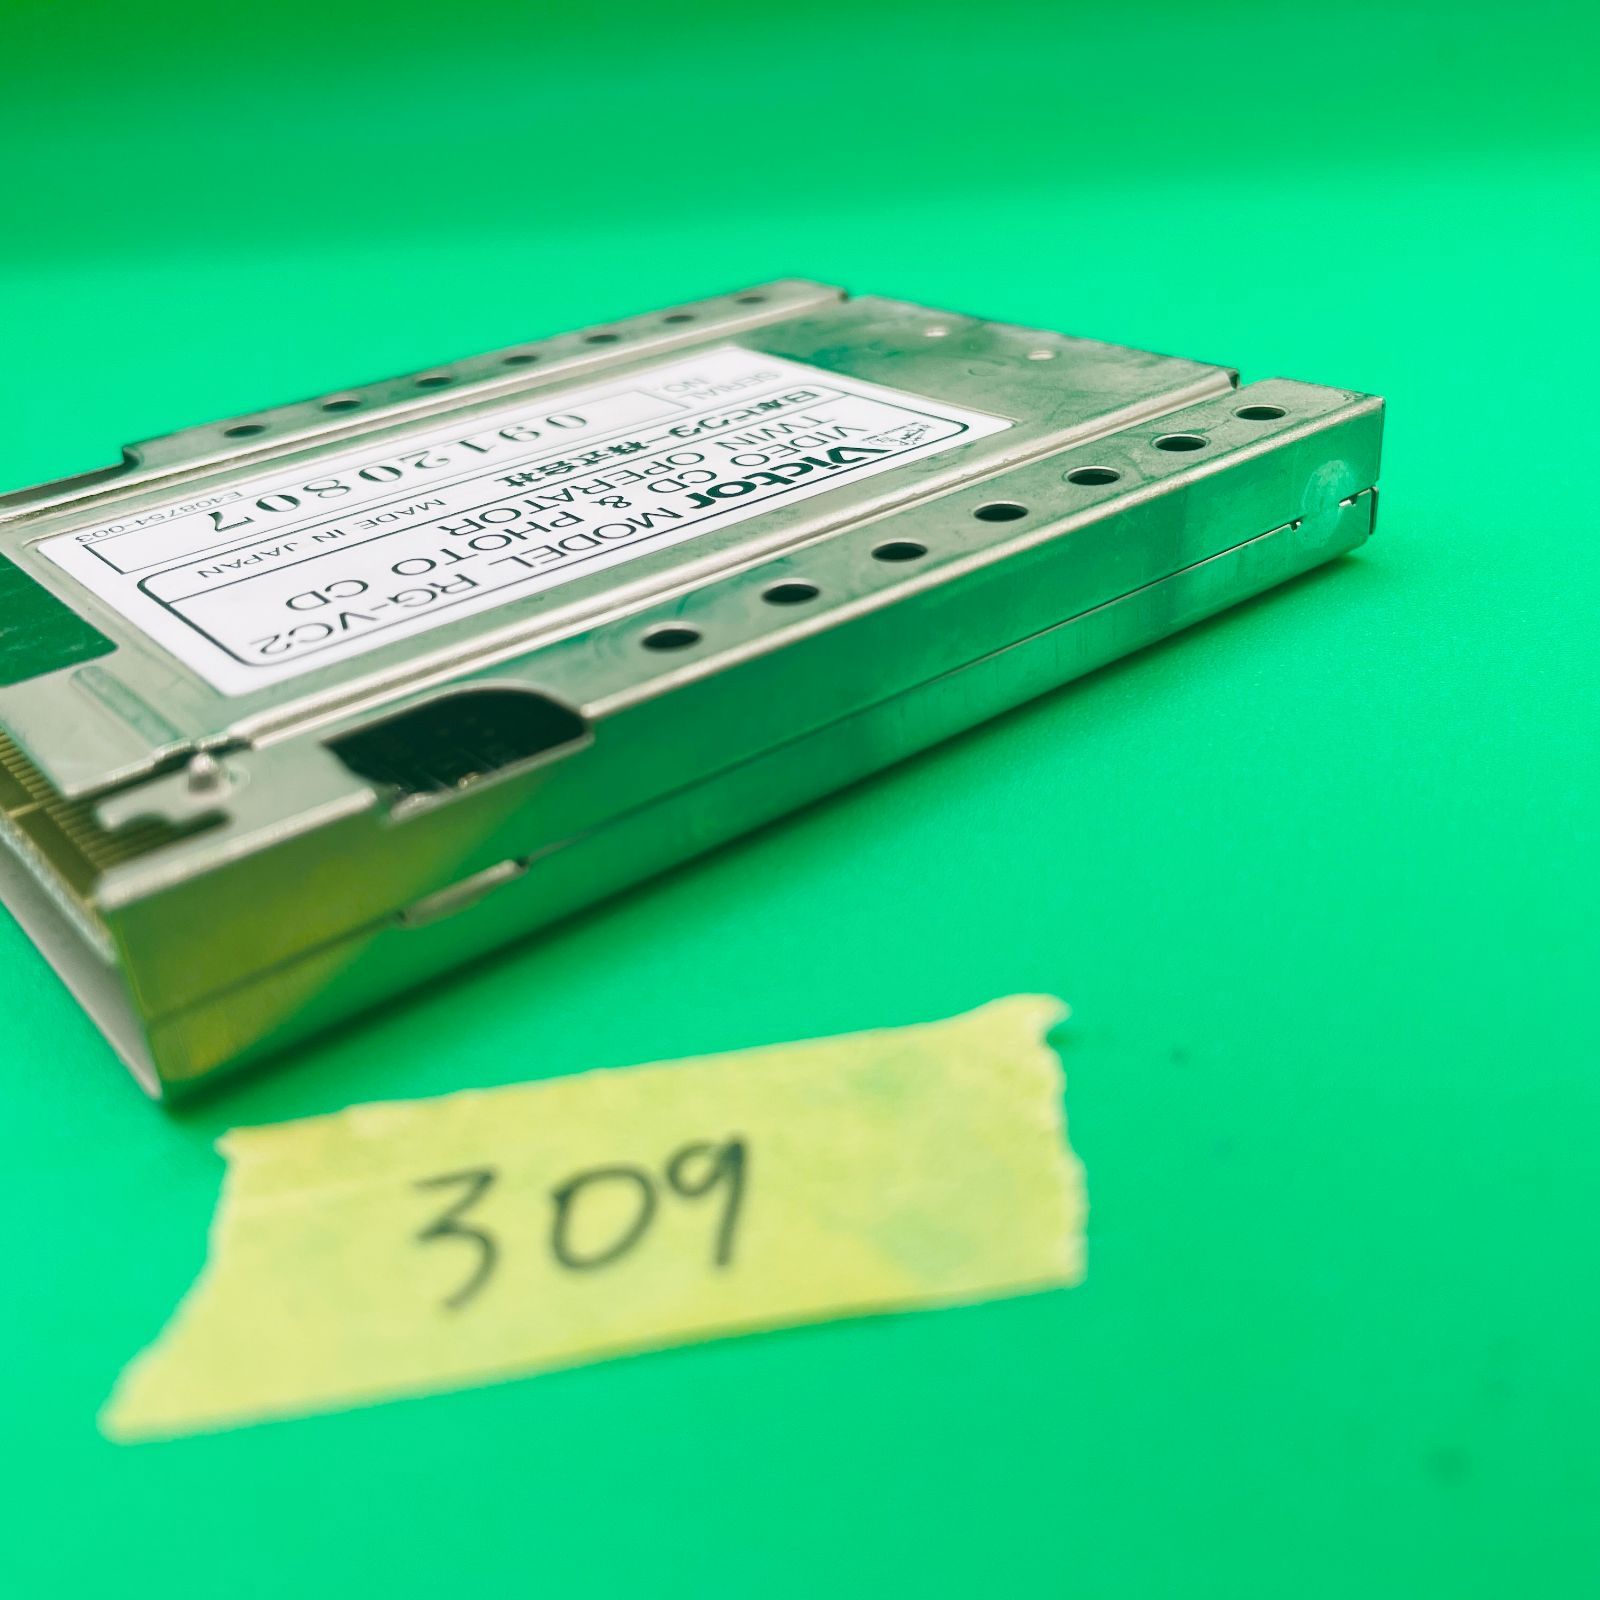 Victor MODEL RG-VC2
VIDEO CD & PHOTO CD
TWIN OPERATOR
日本ビクター株式会社 MADE IN JAPAN
SERIAL NO. 09120807
E408754-003
309